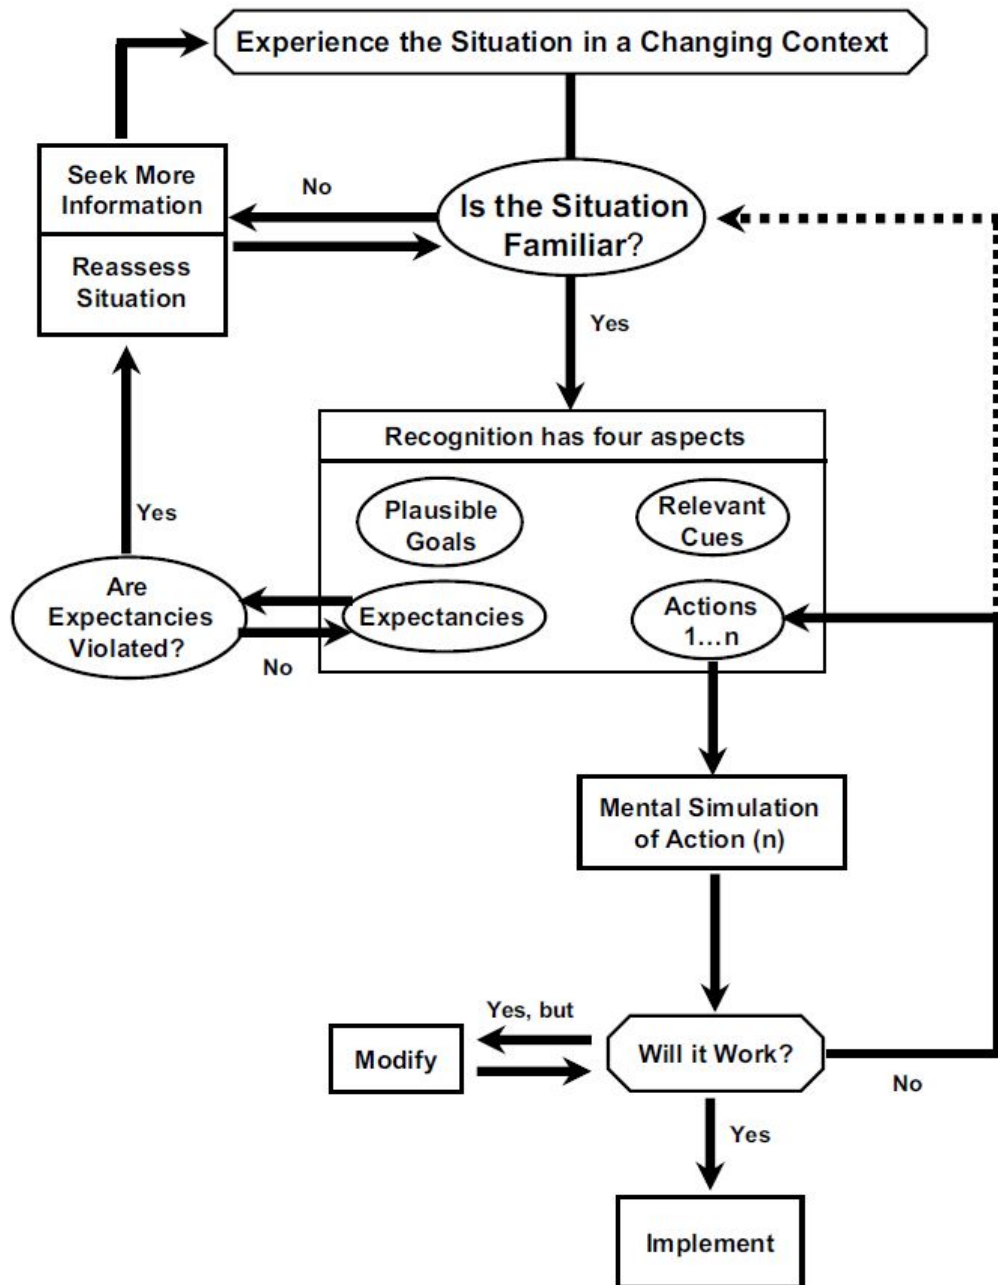 Experience the Situation in a Changing Context
Seek More
Information
No
Is the Situation
Familiar?
Reassess
Situation
Yes
Recognition has four aspects
Plausible
Goals
Relevant
Cues
Yes
Are
Expectancies
Violated?
Expectancies
Actions
1...n
No
Mental Simulation
of Action (n)
Yes, but
Modify
Will it Work?
No
Yes
Implement